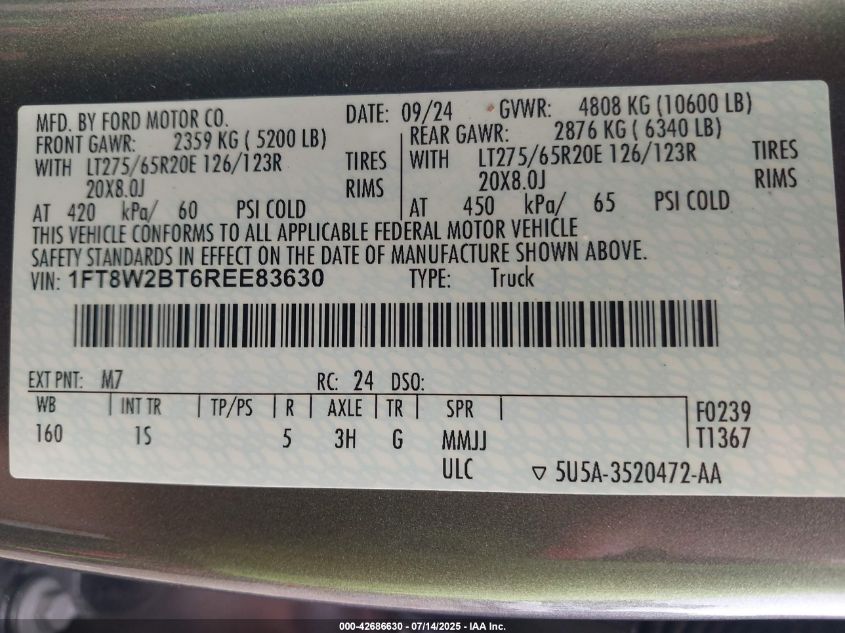 MFD. BY FORD MOTOR CO. DATE: 09/24 GVWR: 4808 KG (10600 LB)
FRONT GAWR: 2359 KG ( 5200 LB) REAR GAWR: 2876 KG ( 6340 LB)
WITH LT275/65R20E 126/123R TIRES WITH LT275/65R20E 126/123R TIRES
20X8.0J RIMS 20X8.0J RIMS
AT 420 kPa/ 60 PSI COLD AT 450 kPa/ 65 PSI COLD
THIS VEHICLE CONFORMS TO ALL APPLICABLE FEDERAL MOTOR VEHICLE
SAFETY STANDARDS IN EFFECT ON THE DATE OF MANUFACTURE SHOWN ABOVE.
VIN: 1FT8W2BT6REE83630 TYPE: Truck
EXT PNT: M7 RC: 24 DSO:
WB INT TR TP/PS R AXLE TR SPR F0239
160 1S 5 3H G MMJJ T1367
ULC ▽ 5U5A-3520472-AA
000-42686630 - 07/14/2025 - IAA Inc.